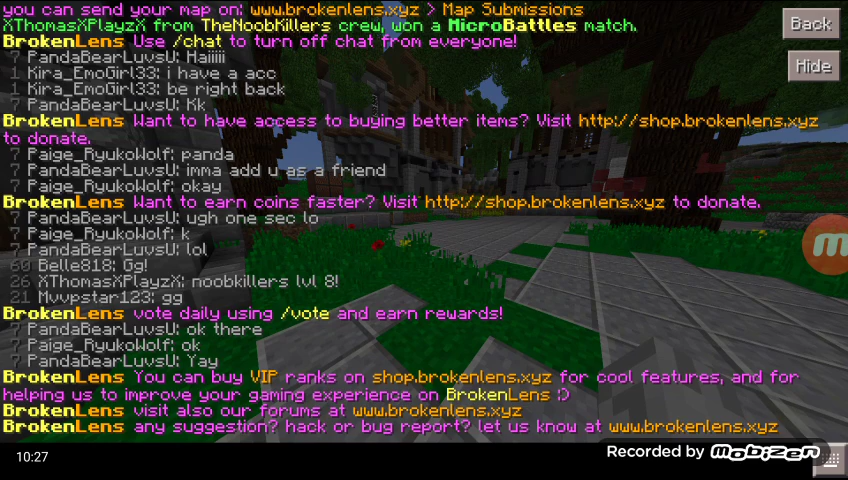 you can send your map on: www.brokenlens.xyz > Map Submissions
XThomasXPlayzX from TheNoobKillers crew, won a MicroBattles match.
BrokenLens Use /chat to turn off chat from everyone!
7 PandaBearLuvsU: Haiiiii
1 Kira_EmoGirl33: i have a acc
1 Kira_EmoGirl33: be right back
7 PandaBearLuvsU: Kk
BrokenLens Want to have access to buying better items? Visit http://shop.brokenlens.xyz
to donate.
7 Paige_RyukoWolf: panda
7 PandaBearLuvsU: imma add u as a friend
7 Paige_RyukoWolf: okay
BrokenLens Want to earn coins faster? Visit http://shop.brokenlens.xyz to donate.
7 PandaBearLuvsU: ugh one sec lo
7 Paige_RyukoWolf: k
7 PandaBearLuvsU: lol
60 Belle818: Gg!
26 XThomasXPlayzX: noobkillers lvl 8!
21 Mvvpstar123: gg
BrokenLens vote daily using /vote and earn rewards!
7 PandaBearLuvsU: ok there
7 Paige_RyukoWolf: ok
7 PandaBearLuvsU: Yay
BrokenLens You can buy VIP ranks on shop.brokenlens.xyz for cool features, and for
helping us to improve your gaming experience on BrokenLens :)
BrokenLens visit also our forums at www.brokenlens.xyz
BrokenLens any suggestion? hack or bug report? let us know at www.brokenlens.xyz
Back
Hide
m
10:27
Recorded by Mobizen